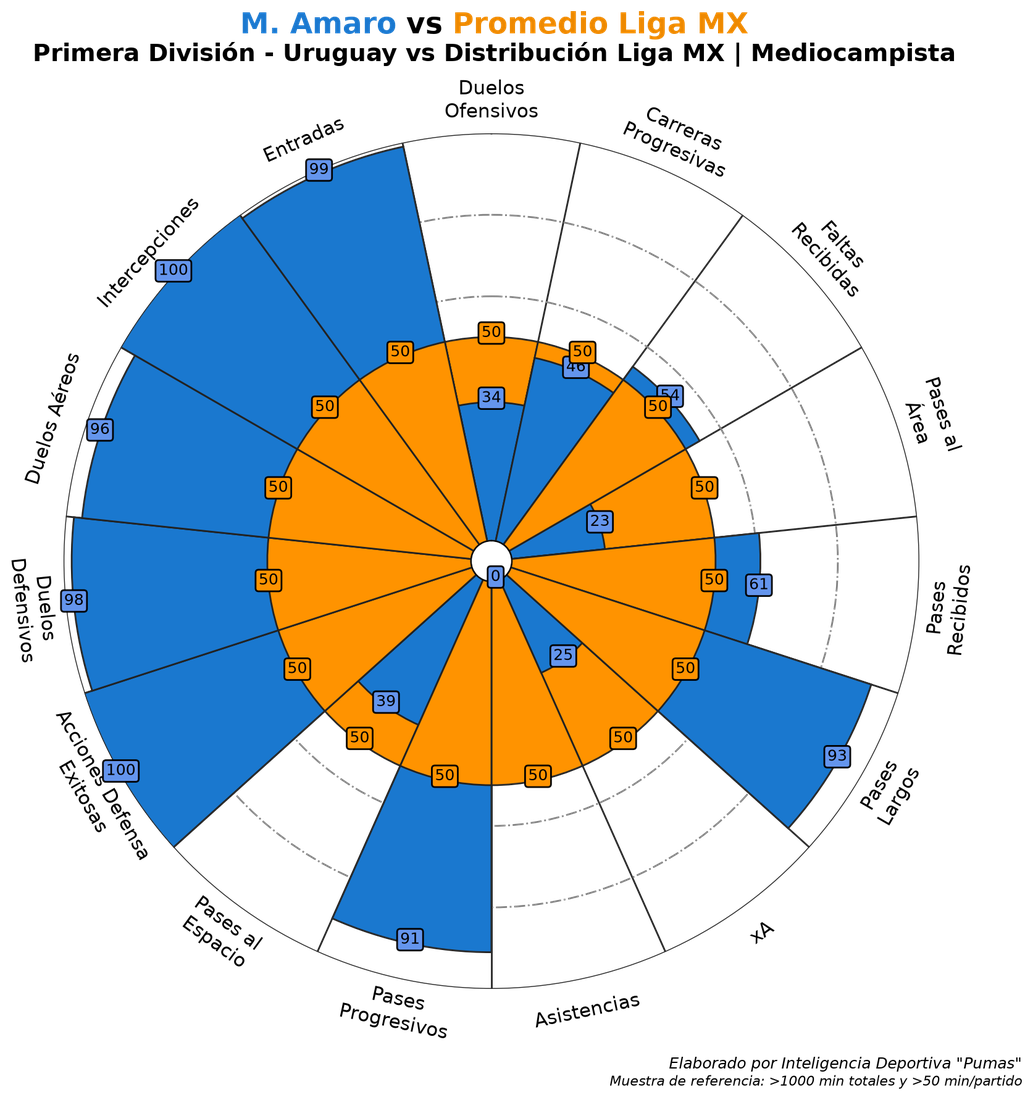 M. Amaro vs Promedio Liga MX
Primera División - Uruguay vs Distribución Liga MX | Mediocampista
Duelos
Ofensivos
34
50
Carreras
Progresivas
46
50
Faltas
Recibidas
54
50
Pases al
Área
23
50
Pases
Recibidos
61
50
Pases
Largos
93
50
xA
25
50
Asistencias
0
50
Pases
Progresivos
91
50
Pases al
Espacio
39
50
Acciones Defensa
Exitosas
100
50
Duelos
Defensivos
98
50
Duelos Aéreos
96
50
Intercepciones
100
50
Entradas
99
50
Elaborado por Inteligencia Deportiva "Pumas"
Muestra de referencia: >1000 min totales y >50 min/partido